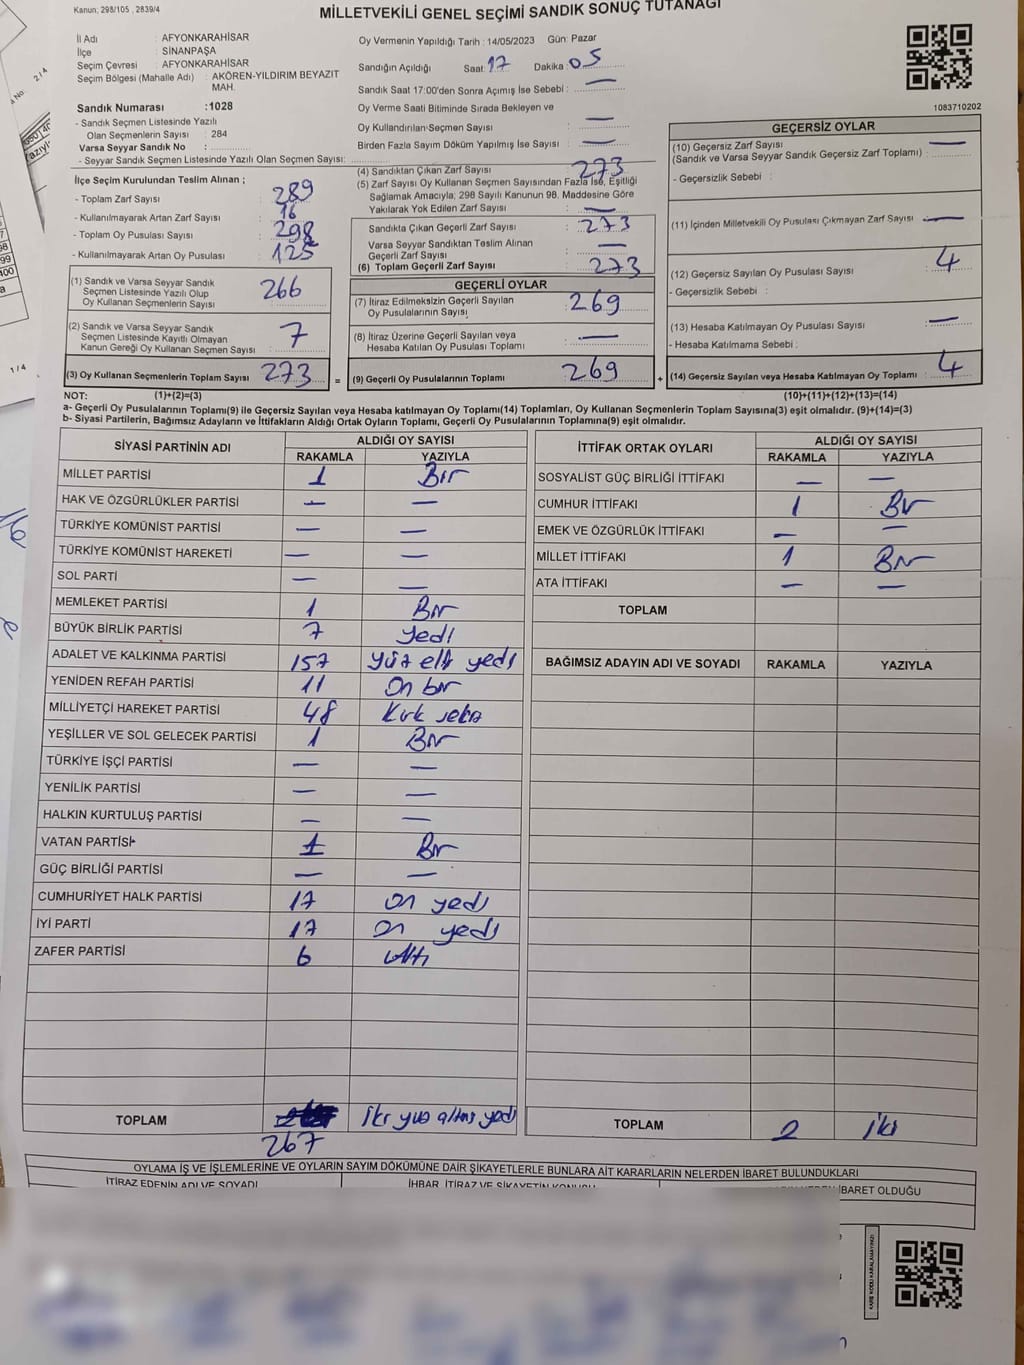 Kanun; 298/105 , 2839/4
MİLLETVEKİLİ GENEL SEÇİMİ SANDIK SONUÇ TUTANAĞI
İl Adı : AFYONKARAHİSAR
İlçe : SİNANPAŞA
Seçim Çevresi : AFYONKARAHİSAR
Seçim Bölgesi (Mahalle Adı) : AKÖREN-YILDIRIM BEYAZIT MAH.
Sandık Numarası :1028
- Sandık Seçmen Listesinde Yazılı
Olan Seçmenlerin Sayısı : 284
Varsa Seyyar Sandık No :
- Seyyar Sandık Seçmen Listesinde Yazılı Olan Seçmen Sayısı:
Oy Vermenin Yapıldığı Tarih : 14/05/2023 Gün: Pazar
Sandığın Açıldığı Saat: 17 Dakika: 05
Sandık Saat 17:00'den Sonra Açımış İse Sebebi : —
Oy Verme Saati Bitiminde Sırada Bekleyen ve
Oy Kullandırılan Seçmen Sayısı : —
Birden Fazla Sayım Döküm Yapılmış İse Sayısı : —
1083710202
İlçe Seçim Kurulundan Teslim Alınan ;
- Toplam Zarf Sayısı : 289
- Kullanılmayarak Artan Zarf Sayısı : 16
- Toplam Oy Pusulası Sayısı : 298
- Kullanılmayarak Artan Oy Pusulası : 125
(1) Sandık ve Varsa Seyyar Sandık
Seçmen Listesinde Yazılı Olup
Oy Kullanan Seçmenlerin Sayısı : 266
(2) Sandık ve Varsa Seyyar Sandık
Seçmen Listesinde Kayıtlı Olmayan
Kanun Gereği Oy Kullanan Seçmen Sayısı : 7
(3) Oy Kullanan Seçmenlerin Toplam Sayısı : 273
(4) Sandıktan Çıkan Zarf Sayısı : 273
(5) Zarf Sayısı Oy Kullanan Seçmen Sayısından Fazla İse, Eşitliği
Sağlamak Amacıyla; 298 Sayılı Kanunun 98. Maddesine Göre
Yakılarak Yok Edilen Zarf Sayısı : —
Sandıkta Çıkan Geçerli Zarf Sayısı : 273
Varsa Seyyar Sandıktan Teslim Alınan
Geçerli Zarf Sayısı : —
(6) Toplam Geçerli Zarf Sayısı : 273
GEÇERLİ OYLAR
(7) İtiraz Edilmeksizin Geçerli Sayılan
Oy Pusulalarının Sayısı : 269
(8) İtiraz Üzerine Geçerli Sayılan veya
Hesaba Katılan Oy Pusulası Toplamı : —
= (9) Geçerli Oy Pusulalarının Toplamı : 269
GEÇERSİZ OYLAR
(10) Geçersiz Zarf Sayısı : —
(Sandık ve Varsa Seyyar Sandık Geçersiz Zarf Toplamı)
- Geçersizlik Sebebi :
(11) İçinden Milletvekili Oy Pusulası Çıkmayan Zarf Sayısı : —
(12) Geçersiz Sayılan Oy Pusulası Sayısı : 4
- Geçersizlik Sebebi :
(13) Hesaba Katılmayan Oy Pusulası Sayısı : —
- Hesaba Katılmama Sebebi :
+ (14) Geçersiz Sayılan veya Hesaba Katılmayan Oy Toplamı : 4
NOT: (1)+(2)=(3) (10)+(11)+(12)+(13)=(14)
a- Geçerli Oy Pusulalarının Toplamı(9) ile Geçersiz Sayılan veya Hesaba katılmayan Oy Toplamı(14) Toplamları, Oy Kullanan Seçmenlerin Toplam Sayısına(3) eşit olmalıdır. (9)+(14)=(3)
b- Siyasi Partilerin, Bağımsız Adayların ve İttifakların Aldığı Ortak Oyların Toplamı, Geçerli Oy Pusulalarının Toplamına(9) eşit olmalıdır.
SİYASİ PARTİNİN ADI ALDIĞI OY SAYISI
RAKAMLA YAZIYLA
MİLLET PARTİSİ 1 Bir
HAK VE ÖZGÜRLÜKLER PARTİSİ — —
TÜRKİYE KOMÜNİST PARTİSİ — —
TÜRKİYE KOMÜNİST HAREKETİ — —
SOL PARTİ — —
MEMLEKET PARTİSİ 1 Bir
BÜYÜK BİRLİK PARTİSİ 7 yedi
ADALET VE KALKINMA PARTİSİ 157 yüz elli yedi
YENİDEN REFAH PARTİSİ 11 On bir
MİLLİYETÇİ HAREKET PARTİSİ 48 Kırk sekiz
YEŞİLLER VE SOL GELECEK PARTİSİ 1 Bir
TÜRKİYE İŞÇİ PARTİSİ — —
YENİLİK PARTİSİ — —
HALKIN KURTULUŞ PARTİSİ — —
VATAN PARTİSİ 1 Bir
GÜÇ BİRLİĞİ PARTİSİ — —
CUMHURİYET HALK PARTİSİ 17 on yedi
İYİ PARTİ 17 on yedi
ZAFER PARTİSİ 6 Altı
TOPLAM 267 iki yüz altmış yedi
İTTİFAK ORTAK OYLARI ALDIĞI OY SAYISI
RAKAMLA YAZIYLA
SOSYALİST GÜÇ BİRLİĞİ İTTİFAKI — —
CUMHUR İTTİFAKI 1 Bir
EMEK VE ÖZGÜRLÜK İTTİFAKI — —
MİLLET İTTİFAKI 1 Bir
ATA İTTİFAKI — —
TOPLAM
BAĞIMSIZ ADAYIN ADI VE SOYADI RAKAMLA YAZIYLA
TOPLAM 2 iki
OYLAMA İŞ VE İŞLEMLERİNE VE OYLARIN SAYIM DÖKÜMÜNE DAİR ŞİKAYETLERLE BUNLARA AİT KARARLARIN NELERDEN İBARET BULUNDUKLARI
İTİRAZ EDENİN ADI VE SOYADI İHBAR, İTİRAZ VE ŞİKAYETİN KONUSU İBARET OLDUĞU
2/4
1/4